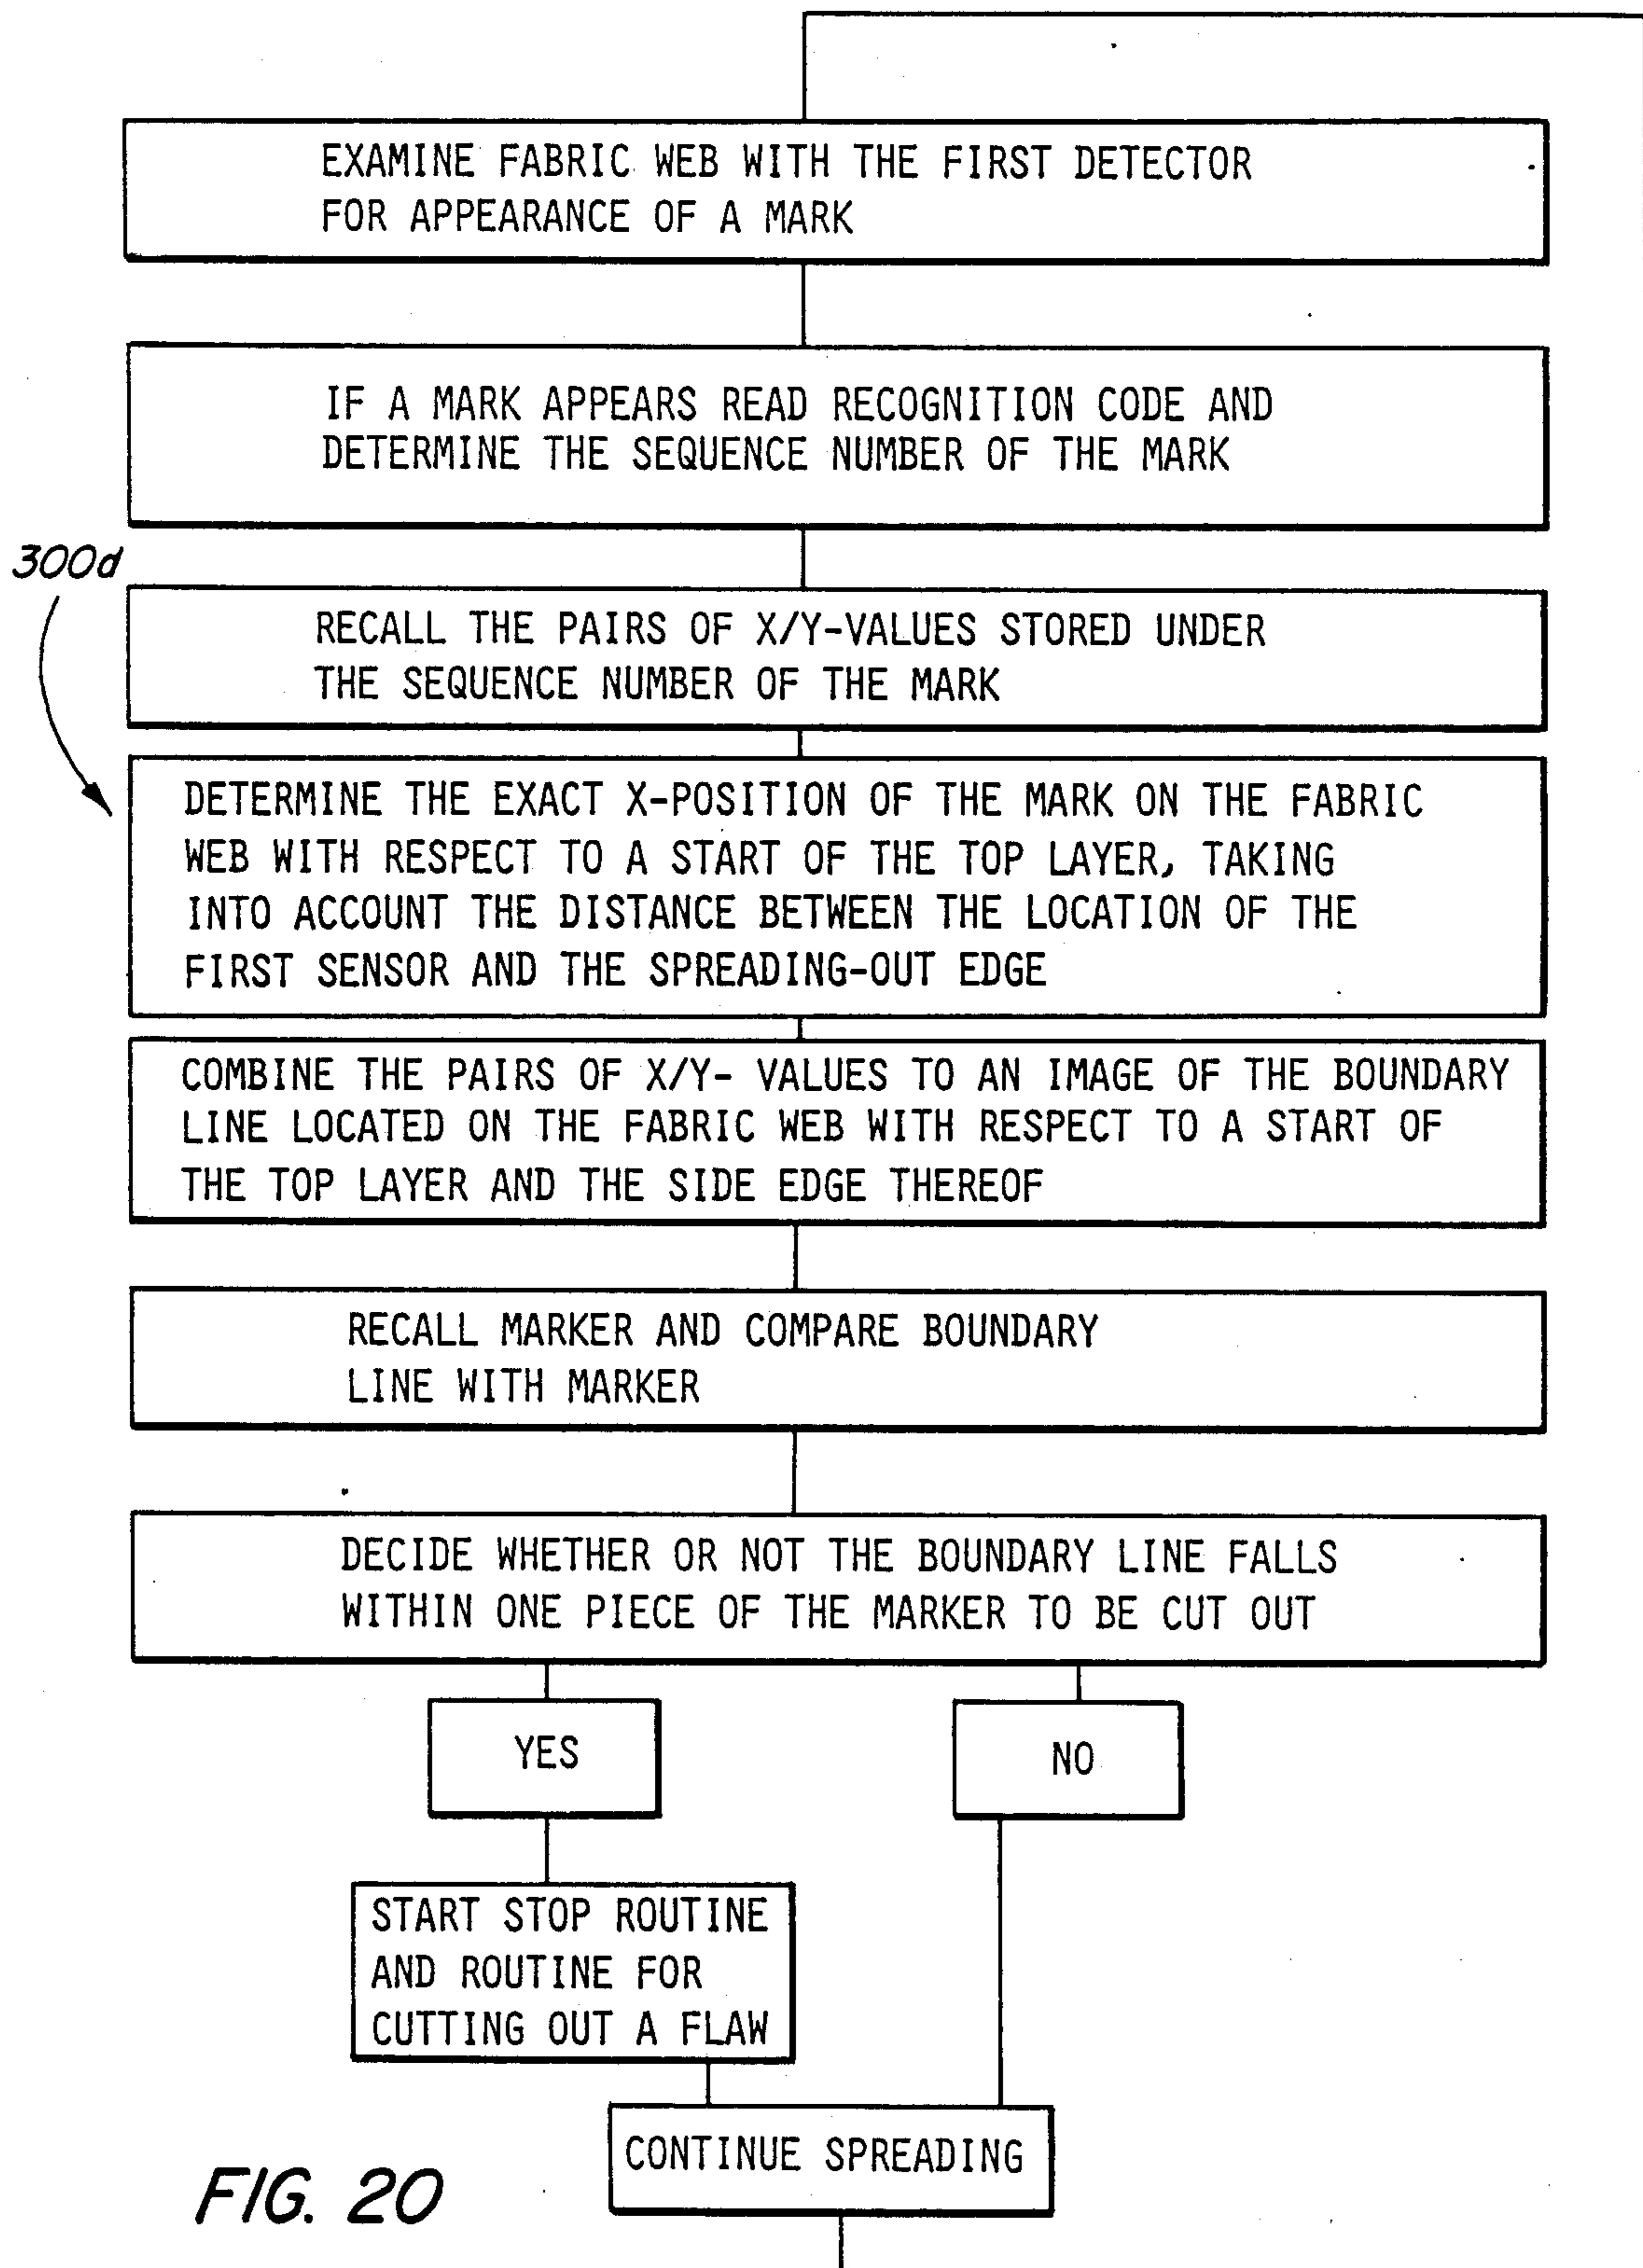 EXAMINE FABRIC WEB WITH THE FIRST DETECTOR
FOR APPEARANCE OF A MARK
IF A MARK APPEARS READ RECOGNITION CODE AND
DETERMINE THE SEQUENCE NUMBER OF THE MARK
300d
RECALL THE PAIRS OF X/Y-VALUES STORED UNDER
THE SEQUENCE NUMBER OF THE MARK
DETERMINE THE EXACT X-POSITION OF THE MARK ON THE FABRIC
WEB WITH RESPECT TO A START OF THE TOP LAYER, TAKING
INTO ACCOUNT THE DISTANCE BETWEEN THE LOCATION OF THE
FIRST SENSOR AND THE SPREADING-OUT EDGE
COMBINE THE PAIRS OF X/Y- VALUES TO AN IMAGE OF THE BOUNDARY
LINE LOCATED ON THE FABRIC WEB WITH RESPECT TO A START OF
THE TOP LAYER AND THE SIDE EDGE THEREOF
RECALL MARKER AND COMPARE BOUNDARY
LINE WITH MARKER
DECIDE WHETHER OR NOT THE BOUNDARY LINE FALLS
WITHIN ONE PIECE OF THE MARKER TO BE CUT OUT
YES
NO
START STOP ROUTINE
AND ROUTINE FOR
CUTTING OUT A FLAW
CONTINUE SPREADING
FIG. 20